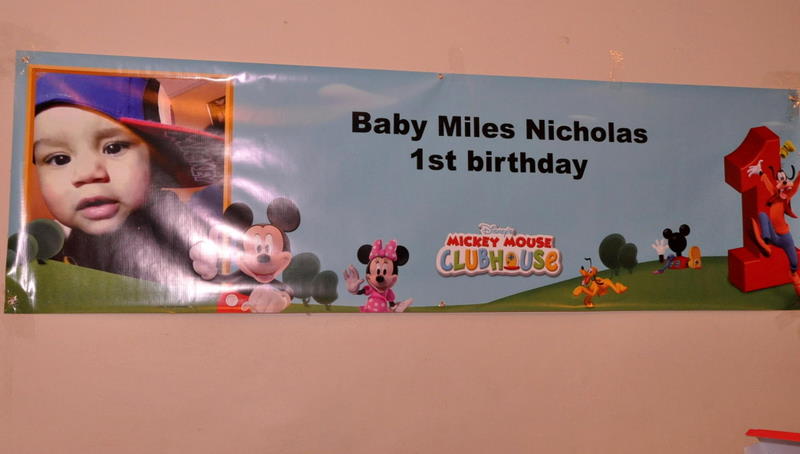 Baby Miles Nicholas
1st birthday
Disney's
MICKEY MOUSE
CLUBHOUSE
1